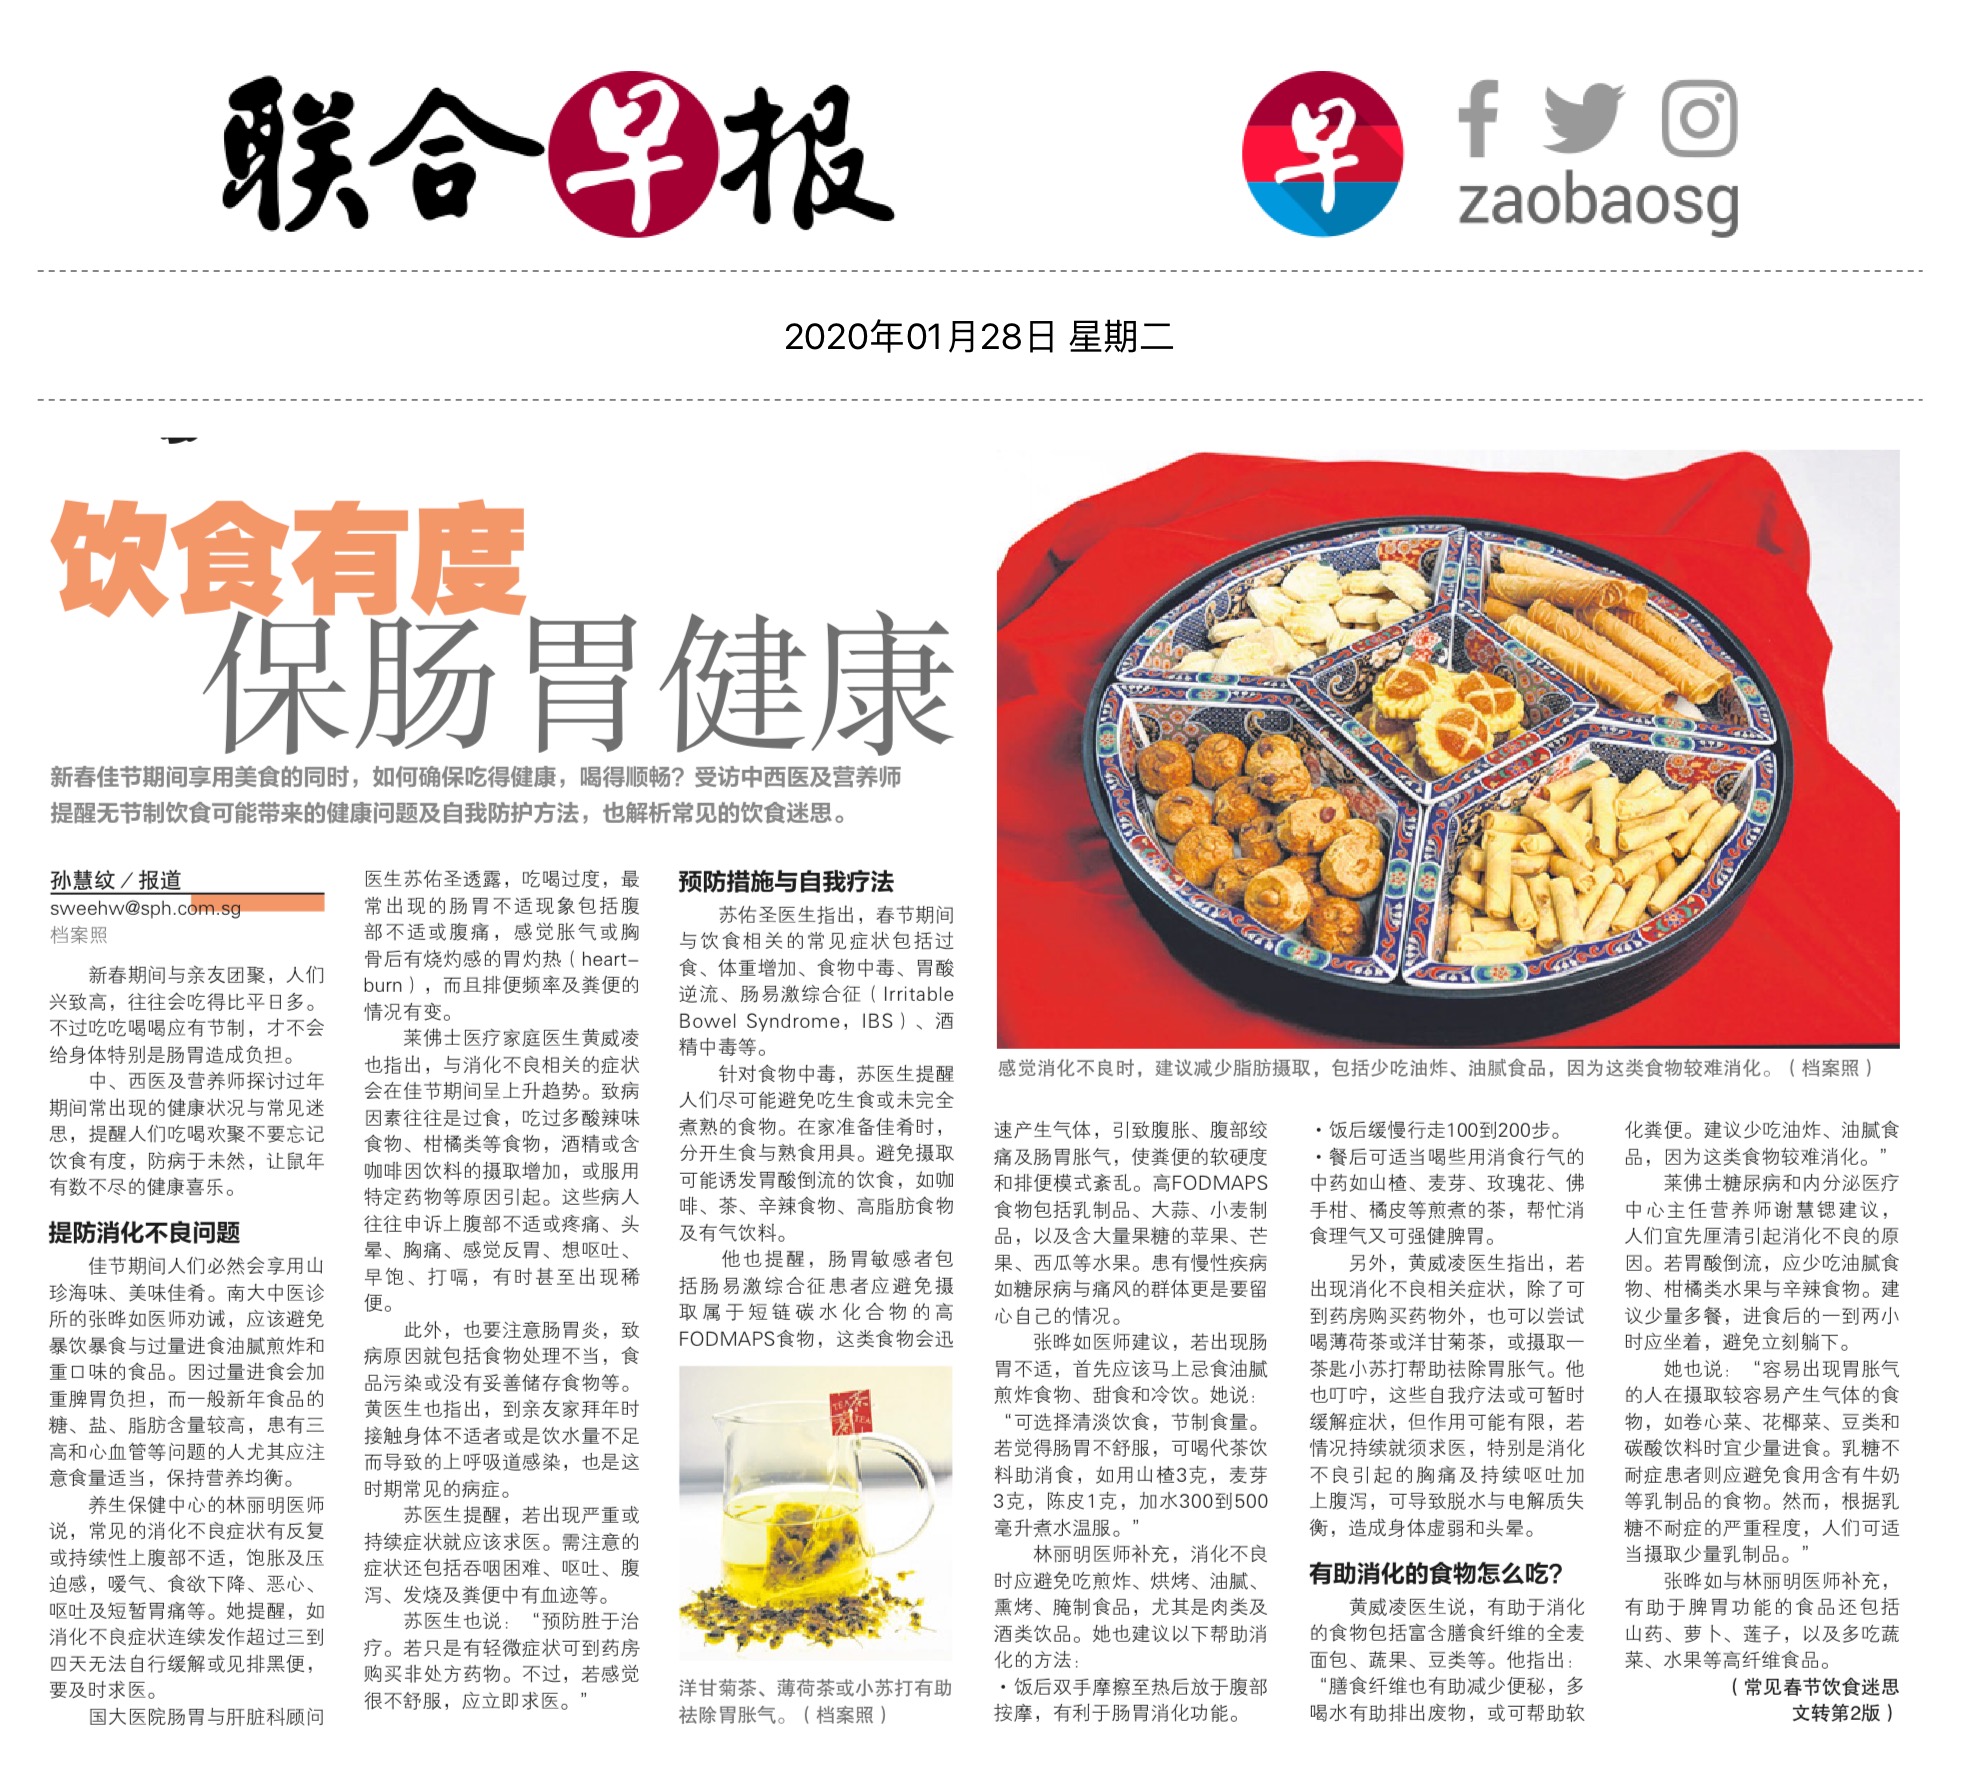 联合早报
早
zaobaosg
2020年01月28日 星期二
饮食有度
保肠胃健康
新春佳节期间享用美食的同时，如何确保吃得健康，喝得顺畅？受访中西医及营养师
提醒无节制饮食可能带来的健康问题及自我防护方法，也解析常见的饮食迷思。
孙慧纹／报道
sweehw@sph.com.sg
档案照
新春期间与亲友团聚，人们
兴致高，往往会吃得比平日多。
不过吃吃喝喝应有节制，才不会
给身体特别是肠胃造成负担。
中、西医及营养师探讨过年
期间常出现的健康状况与常见迷
思，提醒人们吃喝欢聚不要忘记
饮食有度，防病于未然，让鼠年
有数不尽的健康喜乐。
提防消化不良问题
佳节期间人们必然会享用山
珍海味、美味佳肴。南大中医诊
所的张晔如医师劝诫，应该避免
暴饮暴食与过量进食油腻煎炸和
重口味的食品。因过量进食会加
重脾胃负担，而一般新年食品的
糖、盐、脂肪含量较高，患有三
高和心血管等问题的人尤其应注
意食量适当，保持营养均衡。
养生保健中心的林丽明医师
说，常见的消化不良症状有反复
或持续性上腹部不适，饱胀及压
迫感，嗳气、食欲下降、恶心、
呕吐及短暂胃痛等。她提醒，如
消化不良症状连续发作超过三到
四天无法自行缓解或见排黑便，
要及时求医。
国大医院肠胃与肝脏科顾问
医生苏佑圣透露，吃喝过度，最
常出现的肠胃不适现象包括腹
部不适或腹痛，感觉胀气或胸
骨后有烧灼感的胃灼热（heart-
burn），而且排便频率及粪便的
情况有变。
莱佛士医疗家庭医生黄威凌
也指出，与消化不良相关的症状
会在佳节期间呈上升趋势。致病
因素往往是过食，吃过多酸辣味
食物、柑橘类等食物，酒精或含
咖啡因饮料的摄取增加，或服用
特定药物等原因引起。这些病人
往往申诉上腹部不适或疼痛、头
晕、胸痛、感觉反胃、想呕吐、
早饱、打嗝，有时甚至出现稀
便。
此外，也要注意肠胃炎，致
病原因就包括食物处理不当，食
品污染或没有妥善储存食物等。
黄医生也指出，到亲友家拜年时
接触身体不适者或是饮水量不足
而导致的上呼吸道感染，也是这
时期常见的病症。
苏医生提醒，若出现严重或
持续症状就应该求医。需注意的
症状还包括吞咽困难、呕吐、腹
泻、发烧及粪便中有血迹等。
苏医生也说：“预防胜于治
疗。若只是有轻微症状可到药房
购买非处方药物。不过，若感觉
很不舒服，应立即求医。”
预防措施与自我疗法
苏佑圣医生指出，春节期间
与饮食相关的常见症状包括过
食、体重增加、食物中毒、胃酸
逆流、肠易激综合征（Irritable
Bowel Syndrome，IBS）、酒
精中毒等。
针对食物中毒，苏医生提醒
人们尽可能避免吃生食或未完全
煮熟的食物。在家准备佳肴时，
分开生食与熟食用具。避免摄取
可能诱发胃酸倒流的饮食，如咖
啡、茶、辛辣食物、高脂肪食物
及有气饮料。
他也提醒，肠胃敏感者包
括肠易激综合征患者应避免摄
取属于短链碳水化合物的高
FODMAPS食物，这类食物会迅
TEA
TEA
洋甘菊茶、薄荷茶或小苏打有助
祛除胃胀气。（档案照）
感觉消化不良时，建议减少脂肪摄取，包括少吃油炸、油腻食品，因为这类食物较难消化。（档案照）
速产生气体，引致腹胀、腹部绞
痛及肠胃胀气，使粪便的软硬度
和排便模式紊乱。高FODMAPS
食物包括乳制品、大蒜、小麦制
品，以及含大量果糖的苹果、芒
果、西瓜等水果。患有慢性疾病
如糖尿病与痛风的群体更是要留
心自己的情况。
张晔如医师建议，若出现肠
胃不适，首先应该马上忌食油腻
煎炸食物、甜食和冷饮。她说：
“可选择清淡饮食，节制食量。
若觉得肠胃不舒服，可喝代茶饮
料助消食，如用山楂3克，麦芽
3克，陈皮1克，加水300到500
毫升煮水温服。”
林丽明医师补充，消化不良
时应避免吃煎炸、烘烤、油腻、
熏烤、腌制食品，尤其是肉类及
酒类饮品。她也建议以下帮助消
化的方法：
·饭后双手摩擦至热后放于腹部
按摩，有利于肠胃消化功能。
·饭后缓慢行走100到200步。
·餐后可适当喝些用消食行气的
中药如山楂、麦芽、玫瑰花、佛
手柑、橘皮等煎煮的茶，帮忙消
食理气又可强健脾胃。
另外，黄威凌医生指出，若
出现消化不良相关症状，除了可
到药房购买药物外，也可以尝试
喝薄荷茶或洋甘菊茶，或摄取一
茶匙小苏打帮助祛除胃胀气。他
也叮咛，这些自我疗法或可暂时
缓解症状，但作用可能有限，若
情况持续就须求医，特别是消化
不良引起的胸痛及持续呕吐加
上腹泻，可导致脱水与电解质失
衡，造成身体虚弱和头晕。
有助消化的食物怎么吃？
黄威凌医生说，有助于消化
的食物包括富含膳食纤维的全麦
面包、蔬果、豆类等。他指出：
“膳食纤维也有助减少便秘，多
喝水有助排出废物，或可帮助软
化粪便。建议少吃油炸、油腻食
品，因为这类食物较难消化。”
莱佛士糖尿病和内分泌医疗
中心主任营养师谢慧锶建议，
人们宜先厘清引起消化不良的原
因。若胃酸倒流，应少吃油腻食
物、柑橘类水果与辛辣食物。建
议少量多餐，进食后的一到两小
时应坐着，避免立刻躺下。
她也说：“容易出现胃胀气
的人在摄取较容易产生气体的食
物，如卷心菜、花椰菜、豆类和
碳酸饮料时宜少量进食。乳糖不
耐症患者则应避免食用含有牛奶
等乳制品的食物。然而，根据乳
糖不耐症的严重程度，人们可适
当摄取少量乳制品。”
张晔如与林丽明医师补充，
有助于脾胃功能的食品还包括
山药、萝卜、莲子，以及多吃蔬
菜、水果等高纤维食品。
（常见春节饮食迷思
文转第2版）